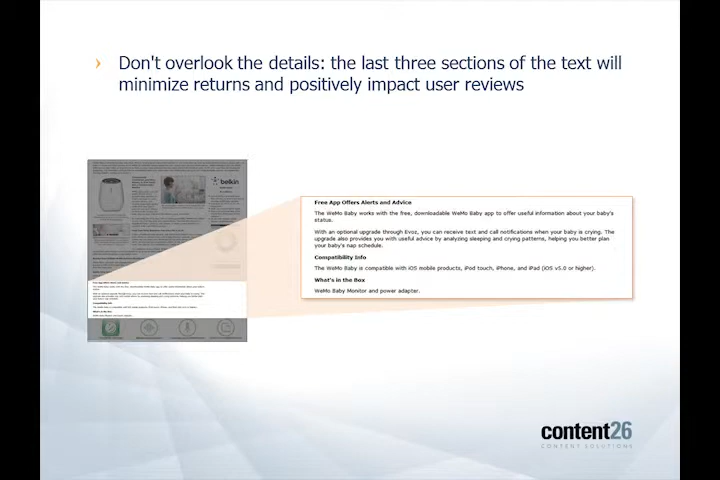 › Don't overlook the details: the last three sections of the text will
minimize returns and positively impact user reviews
belkin
Free App Offers Alerts and Advice
The WeMo Baby works with the free, downloadable WeMo Baby app to offer useful information about your baby's
status.
With an optional upgrade through Evoz, you can receive text and call notifications when your baby is crying. The
upgrade also provides you with useful advice by analyzing sleeping and crying patterns, helping you better plan
your baby's nap schedule.
Compatibility Info
The WeMo Baby is compatible with iOS mobile products, iPod touch, iPhone, and iPad (iOS v5.0 or higher).
What's in the Box
WeMo Baby Monitor and power adapter.
content26
CONTENT SOLUTIONS